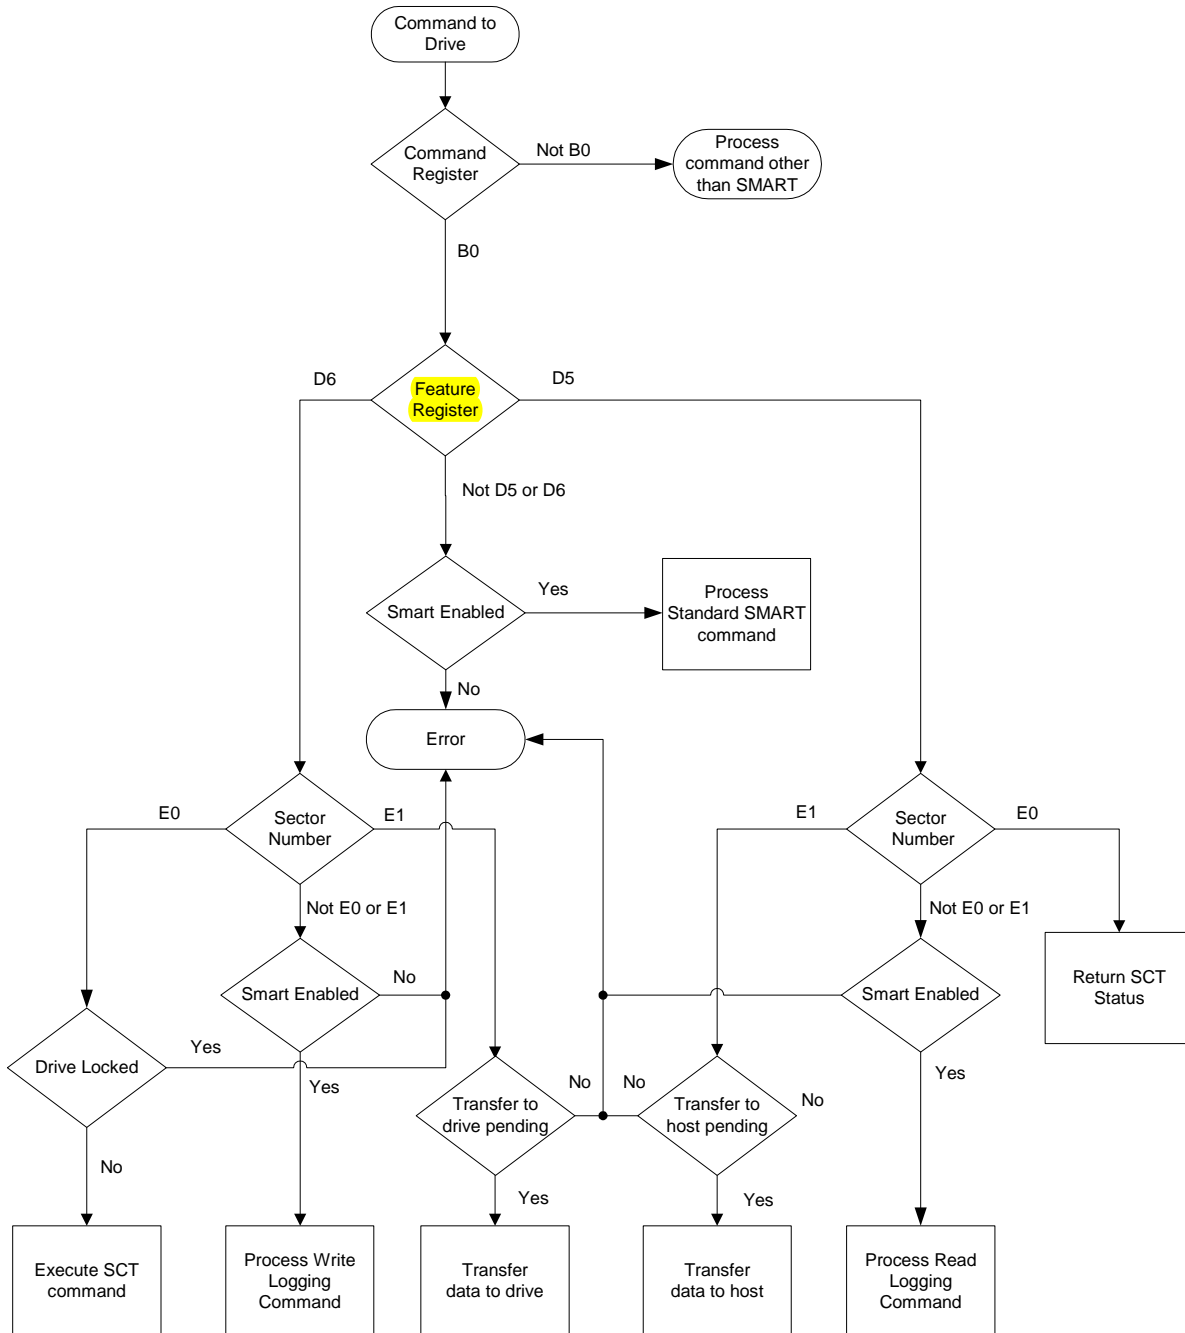 Command to
Drive
Command
Register
Not B0
Process
command other
than SMART
B0
D6
Feature
Register
D5
Not D5 or D6
Smart Enabled
Yes
Process
Standard SMART
command
No
Error
E0
Sector
Number
E1
E1
Sector
Number
E0
Not E0 or E1
Not E0 or E1
Smart Enabled
No
Smart Enabled
Return SCT
Status
Drive Locked
Yes
Yes
No
No
Yes
Transfer to
drive pending
Transfer to
host pending
No
No
Yes
Yes
Execute SCT
command
Process Write
Logging
Command
Transfer
data to drive
Transfer
data to host
Process Read
Logging
Command